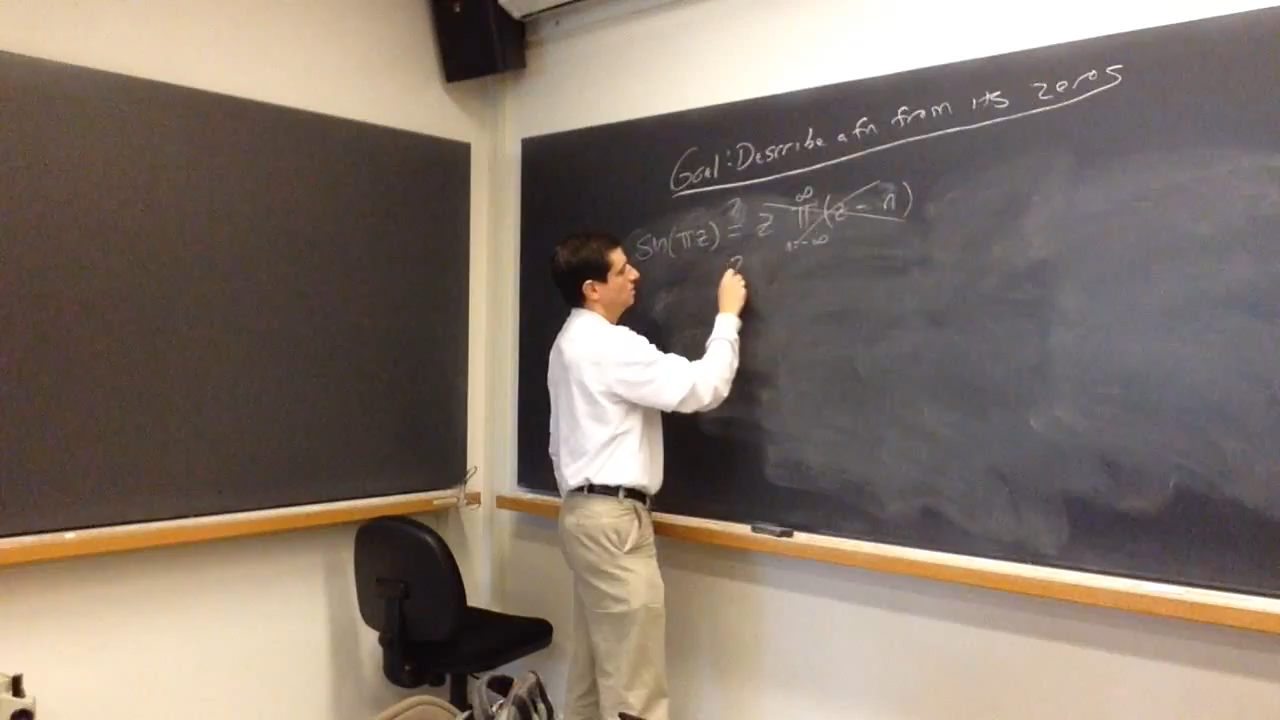 Goal: Describe a fn from its zeros
sin(πz) ?= z ∞ π n=-∞ (z - n)
?